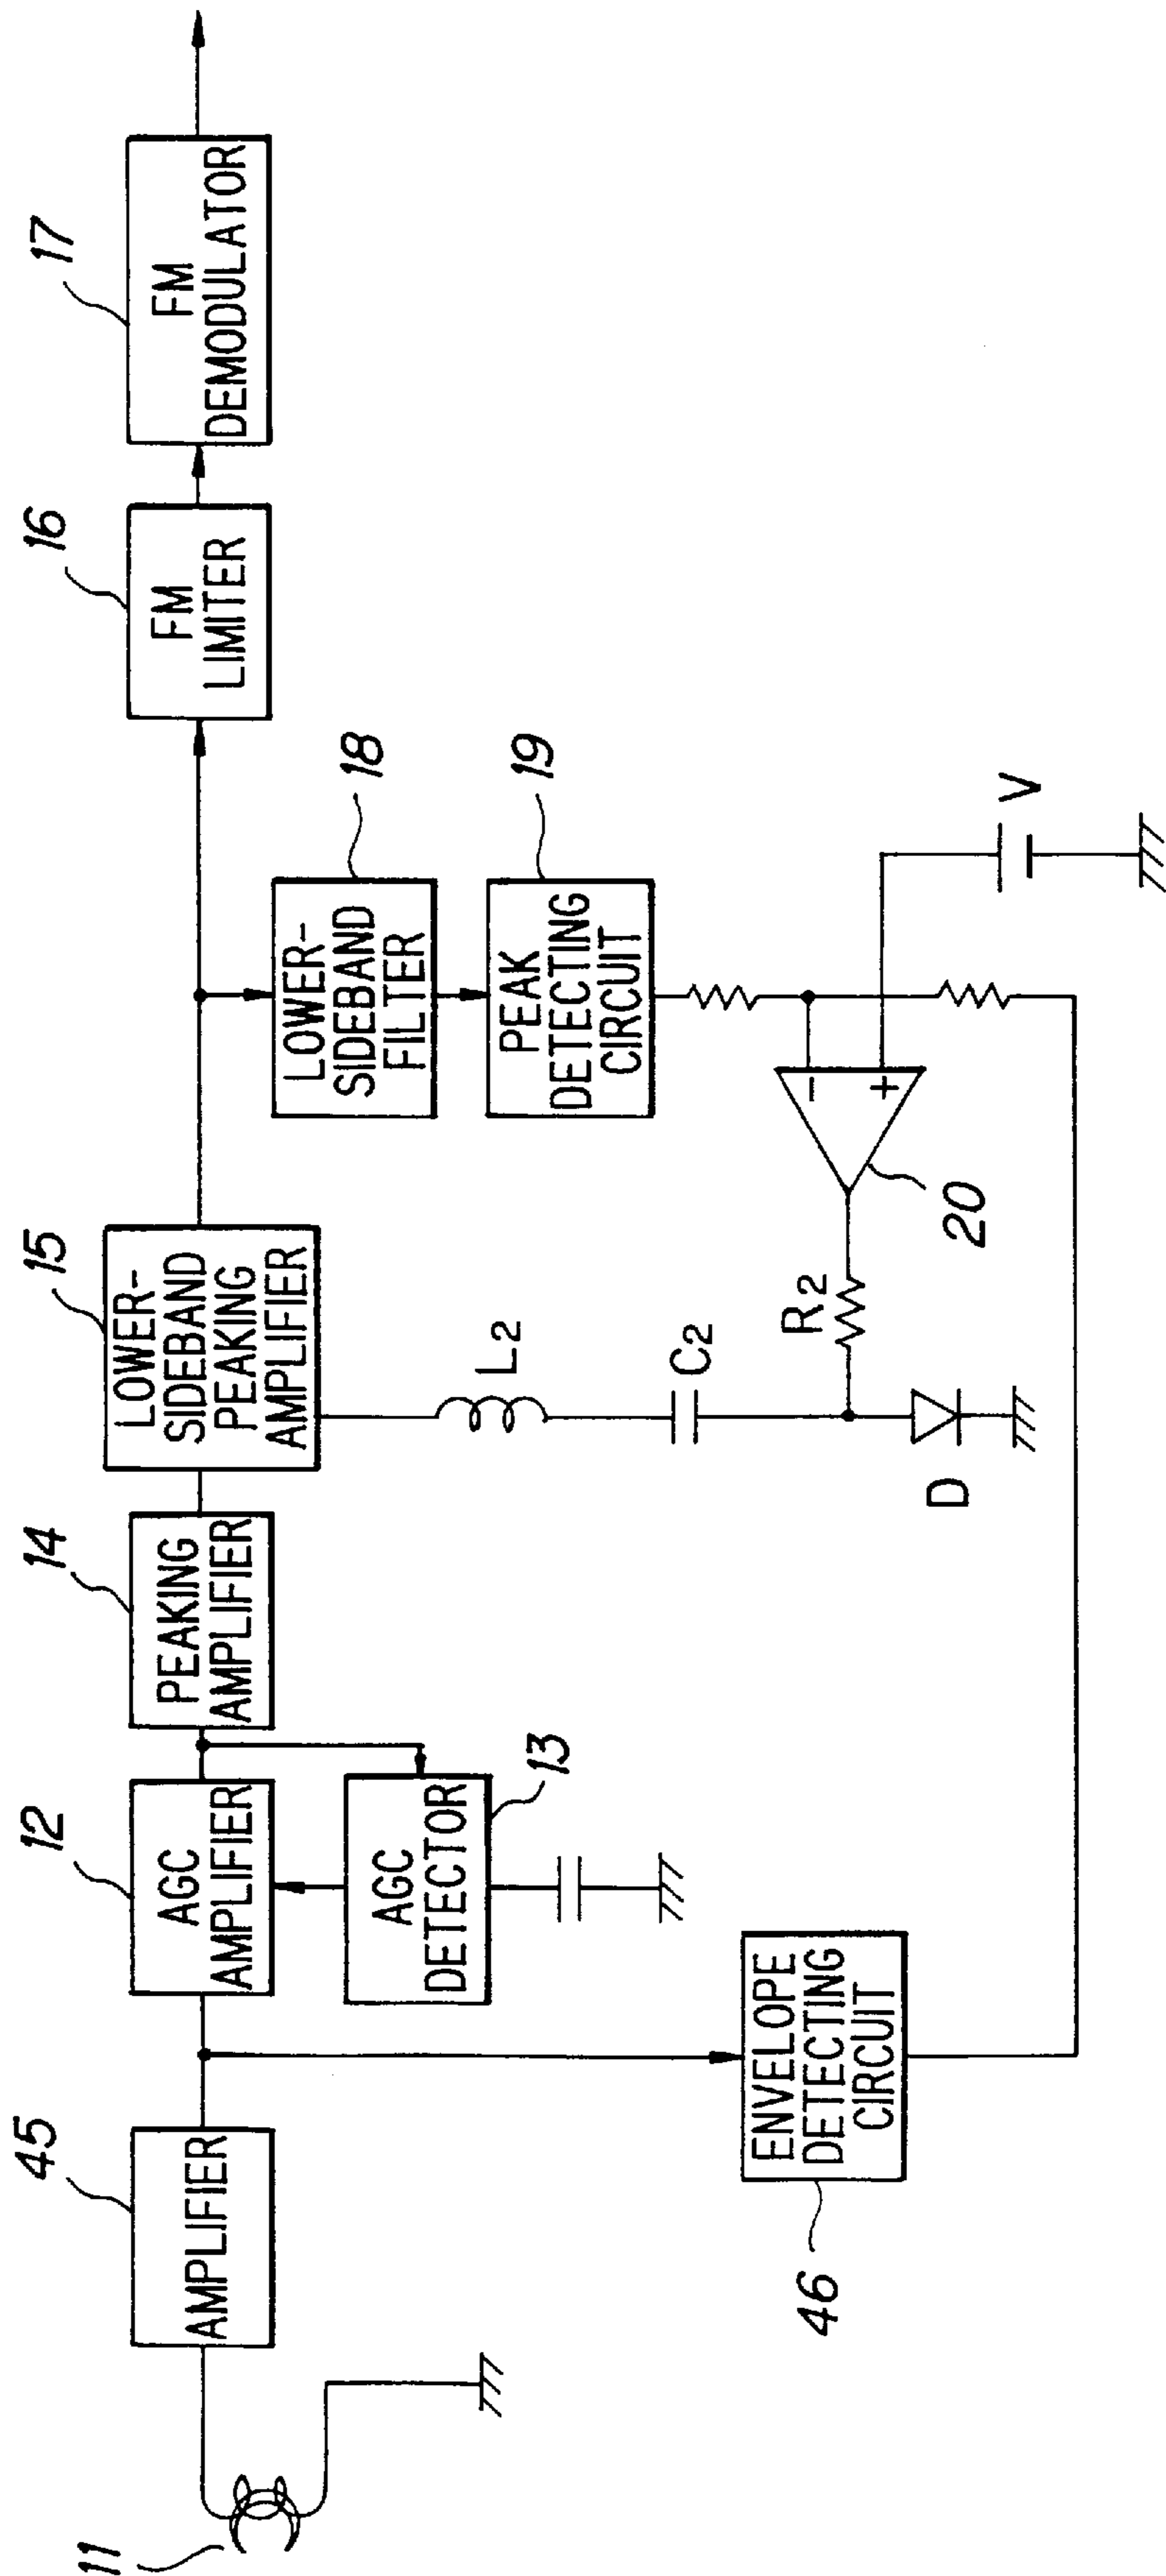 11
45
AMPLIFIER
12
AGC
AMPLIFIER
AGC
DETECTOR
13
14
PEAKING
AMPLIFIER
15
LOWER-
SIDEBAND
PEAKING
AMPLIFIER
16
FM
LIMITER
17
FM
DEMODULATOR
LOWER-
SIDEBAND
FILTER
18
PEAK
DETECTING
CIRCUIT
19
L2
C2
R2
D
-
+
20
V
ENVELOPE
DETECTING
CIRCUIT
46